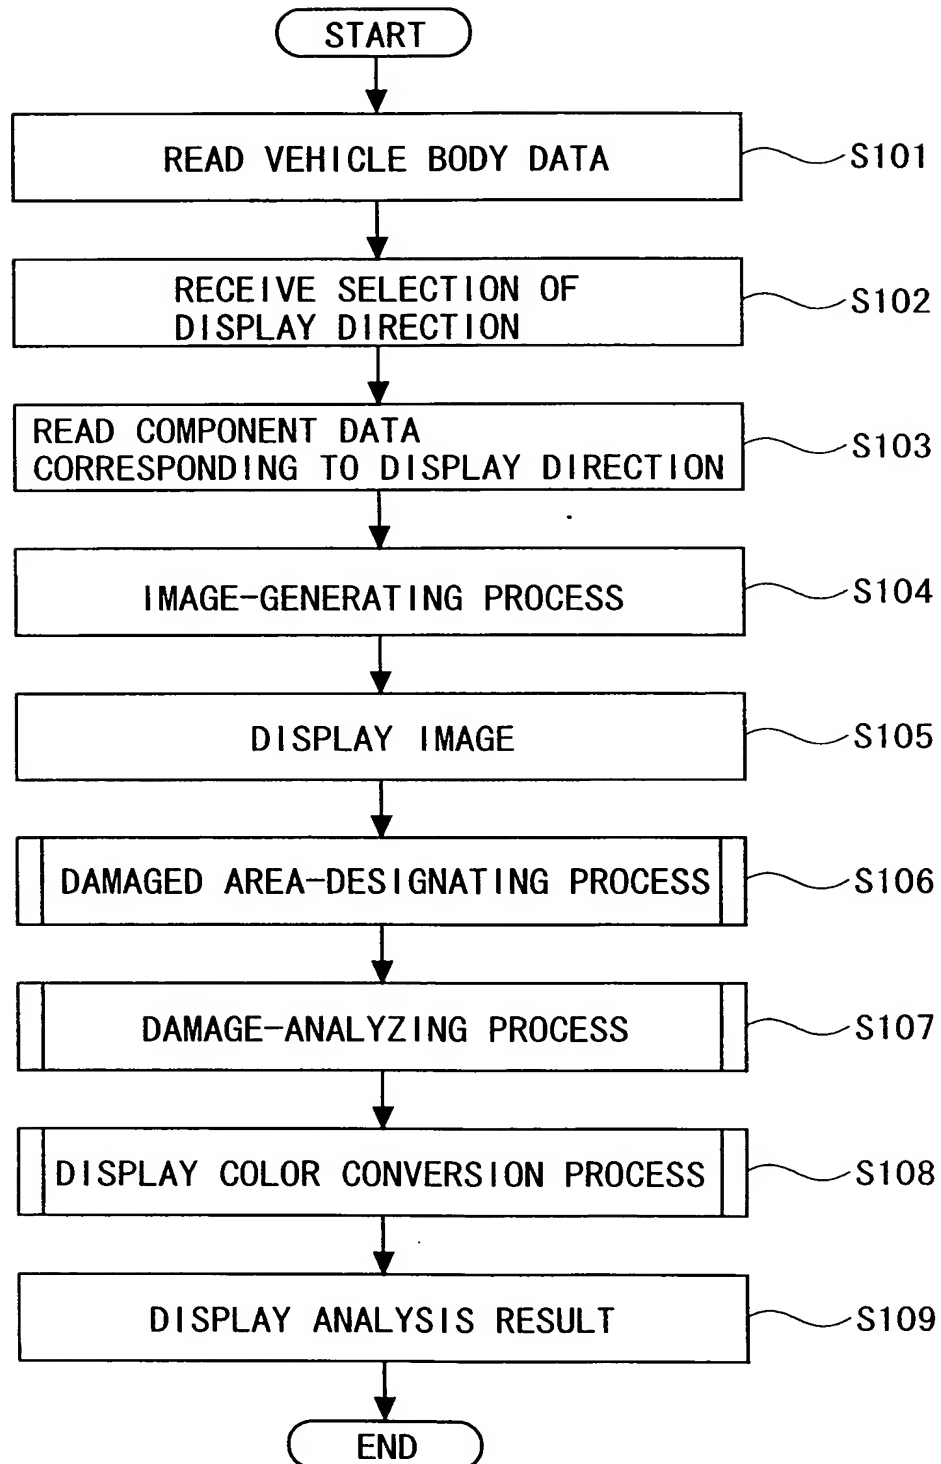 START
READ VEHICLE BODY DATA
S101
RECEIVE SELECTION OF
DISPLAY DIRECTION
S102
READ COMPONENT DATA
CORRESPONDING TO DISPLAY DIRECTION
S103
IMAGE-GENERATING PROCESS
S104
DISPLAY IMAGE
S105
DAMAGED AREA-DESIGNATING PROCESS
S106
DAMAGE-ANALYZING PROCESS
S107
DISPLAY COLOR CONVERSION PROCESS
S108
DISPLAY ANALYSIS RESULT
S109
END